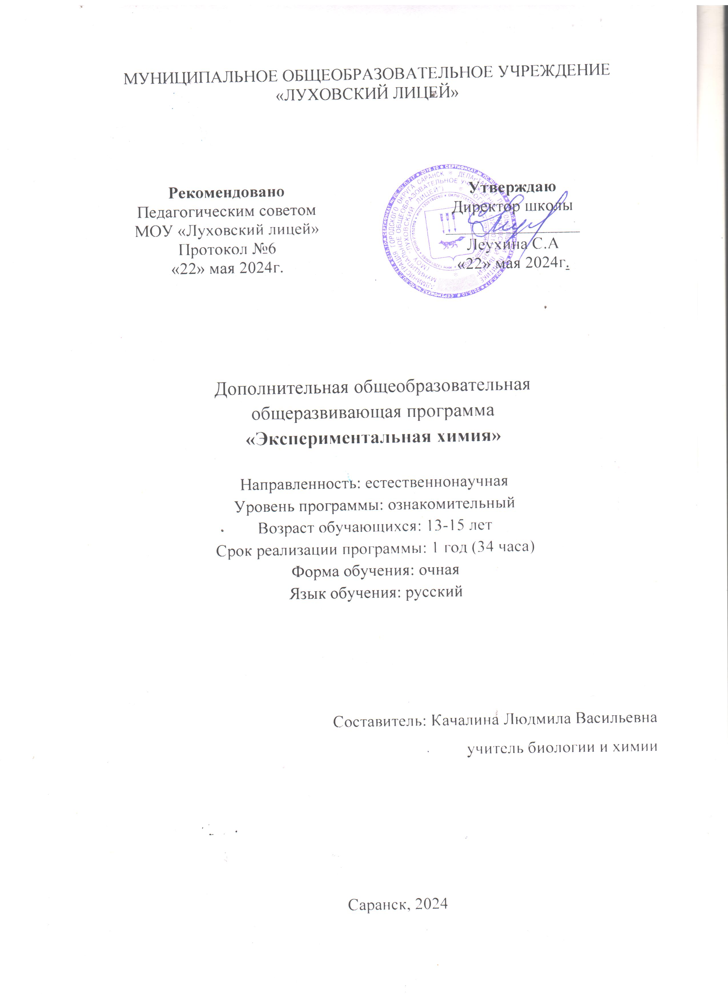 МУНИЦИПАЛЬНОЕ ОБЩЕОБРАЗОВАТЕЛЬНОЕ УЧРЕЖДЕНИЕ
«ЛУХОВСКИЙ ЛИЦЕЙ»
Рекомендовано
Педагогическим советом
МОУ «Луховский лицей»
Протокол №6
«22» мая 2024г.
Утверждаю
Директор школы
Леухина С.А
«22» мая 2024г.
Дополнительная общеобразовательная
общеразвивающая программа
«Экспериментальная химия»
Направленность: естественнонаучная
Уровень программы: ознакомительный
Возраст обучающихся: 13-15 лет
Срок реализации программы: 1 год (34 часа)
Форма обучения: очная
Язык обучения: русский
Составитель: Качалина Людмила Васильевна
учитель биологии и химии
Саранск, 2024